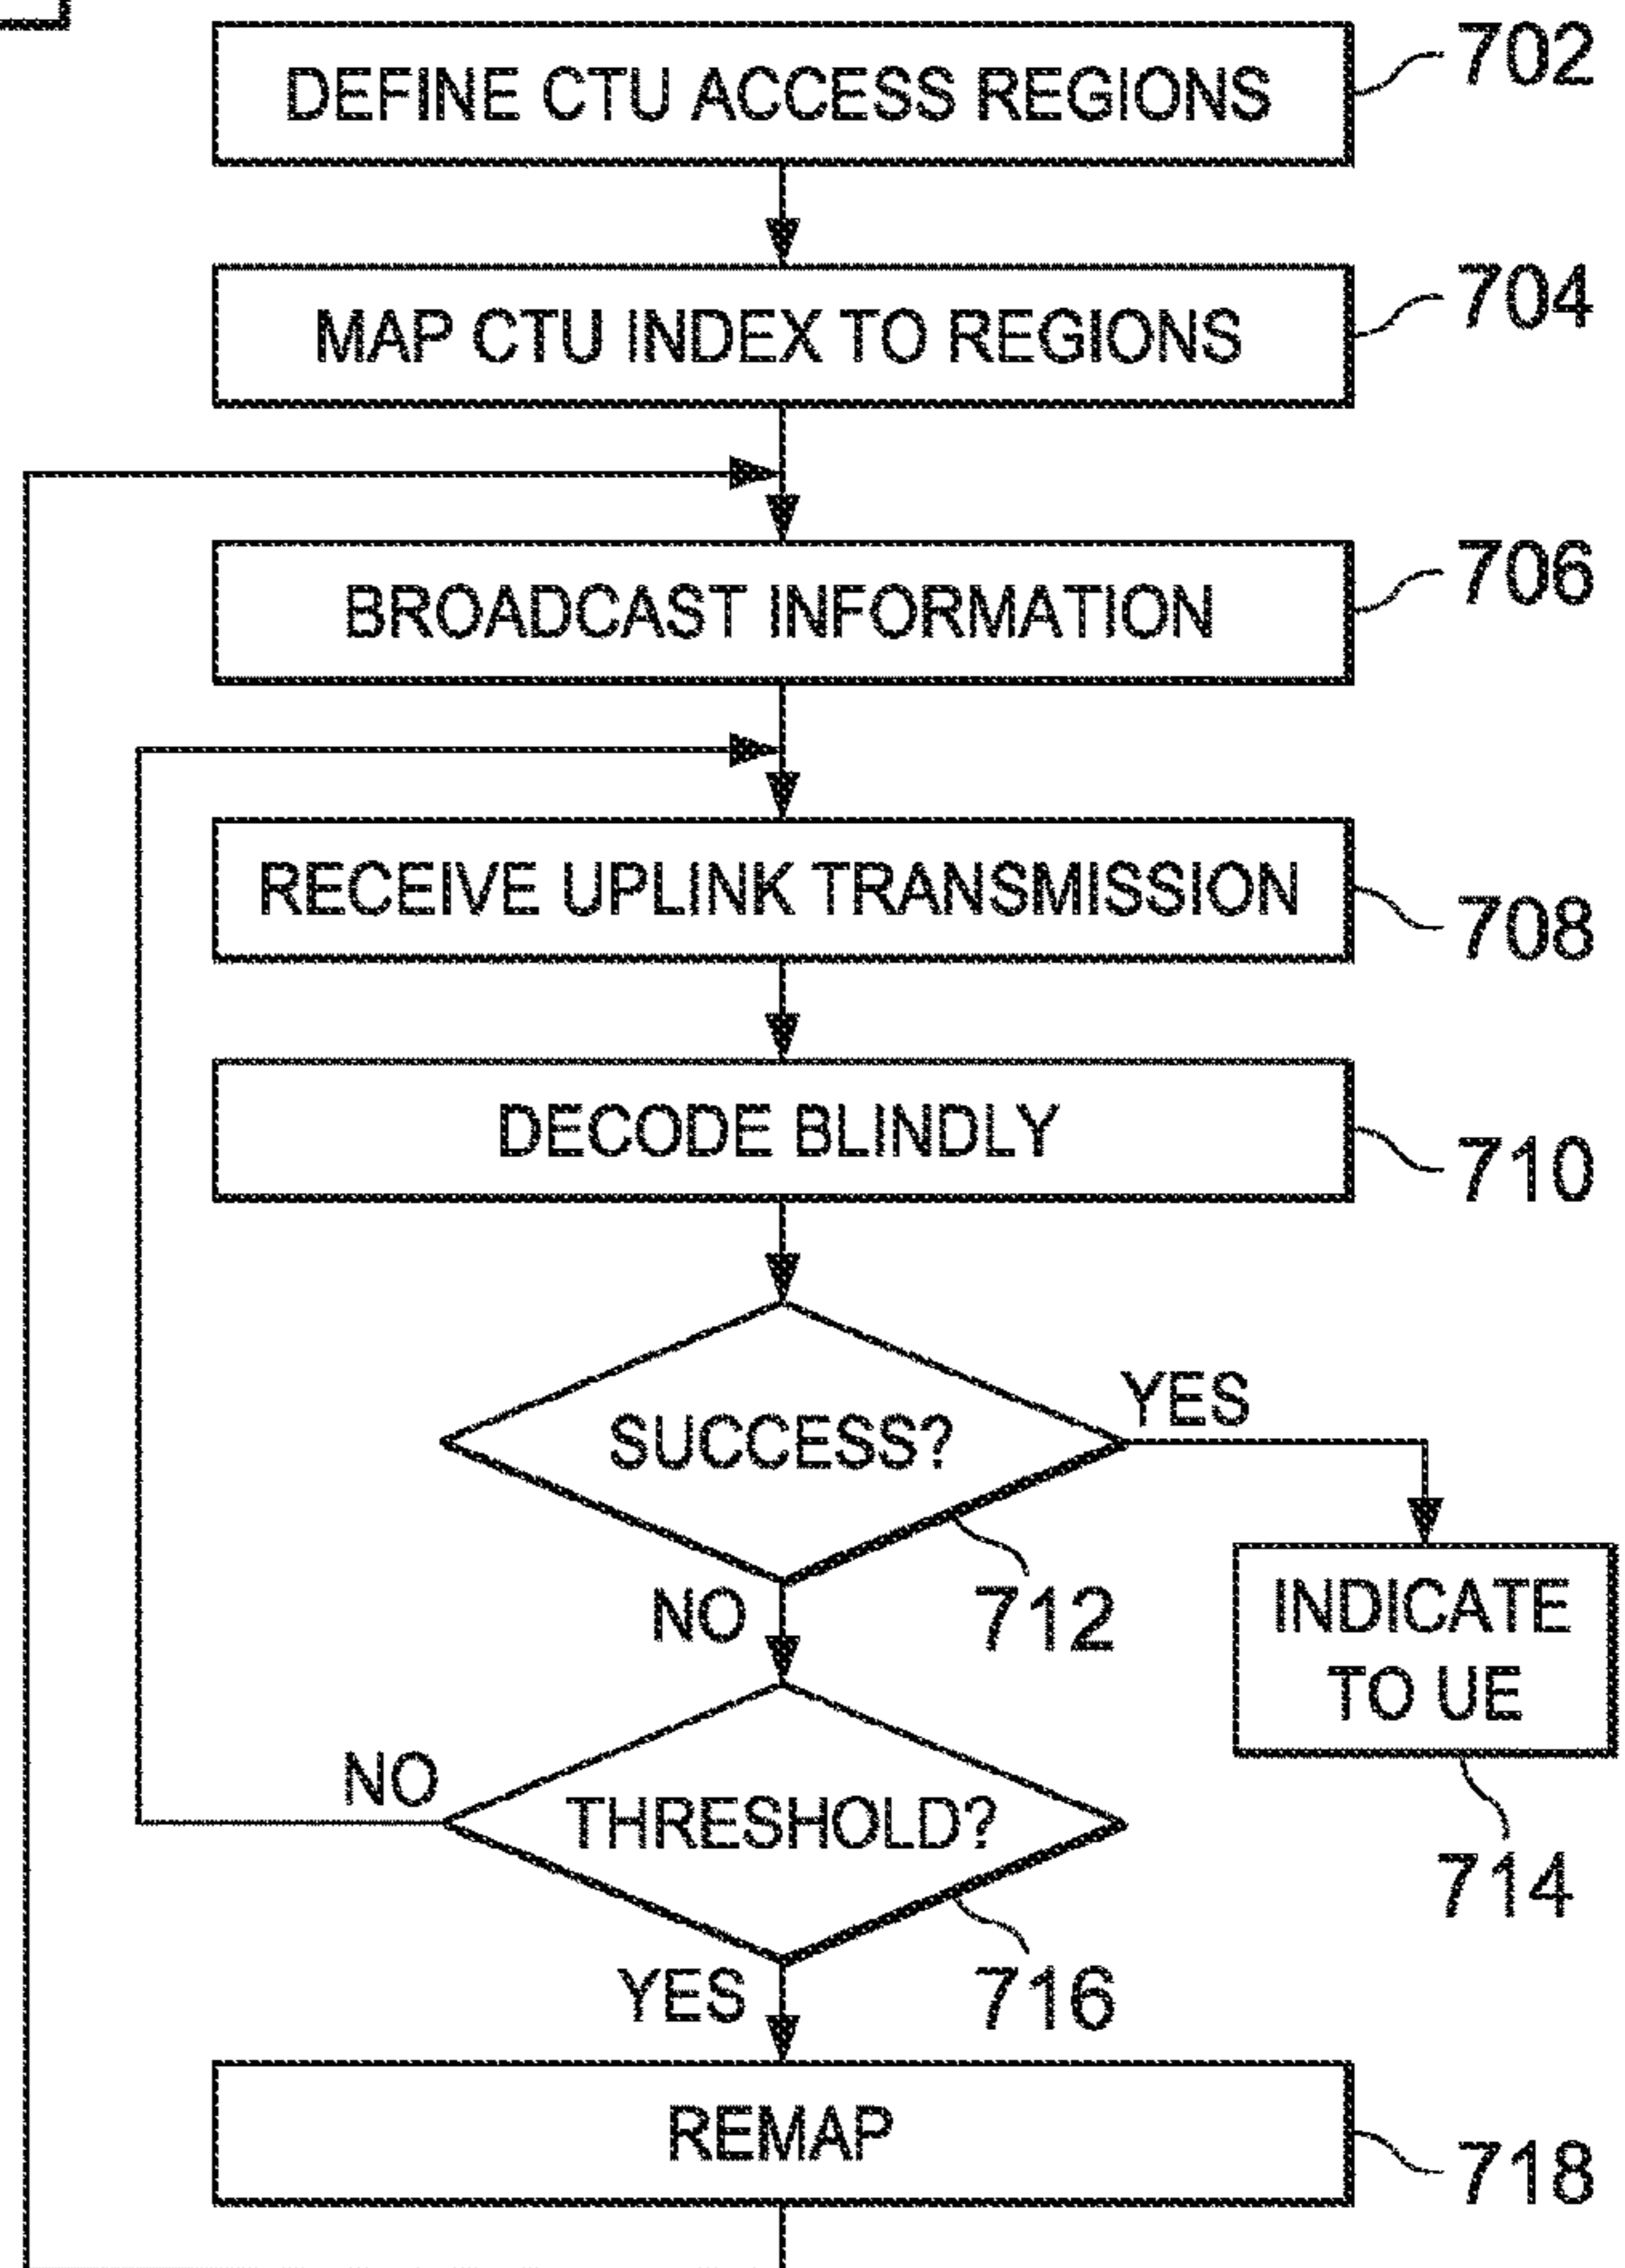 DEFINE CTU ACCESS REGIONS
702
MAP CTU INDEX TO REGIONS
704
BROADCAST INFORMATION
706
RECEIVE UPLINK TRANSMISSION
708
DECODE BLINDLY
710
SUCCESS?
YES
712
NO
INDICATE
TO UE
714
THRESHOLD?
NO
716
YES
REMAP
718